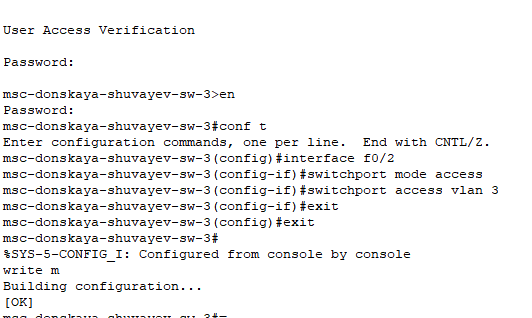 User Access Verification
Password:
msc-donskaya-shuvayev-sw-3>en
Password:
msc-donskaya-shuvayev-sw-3#conf t
Enter configuration commands, one per line.  End with CNTL/Z.
msc-donskaya-shuvayev-sw-3(config)#interface f0/2
msc-donskaya-shuvayev-sw-3(config-if)#switchport mode access
msc-donskaya-shuvayev-sw-3(config-if)#switchport access vlan 3
msc-donskaya-shuvayev-sw-3(config-if)#exit
msc-donskaya-shuvayev-sw-3(config)#exit
msc-donskaya-shuvayev-sw-3#
%SYS-5-CONFIG_I: Configured from console by console
write m
Building configuration...
[OK]